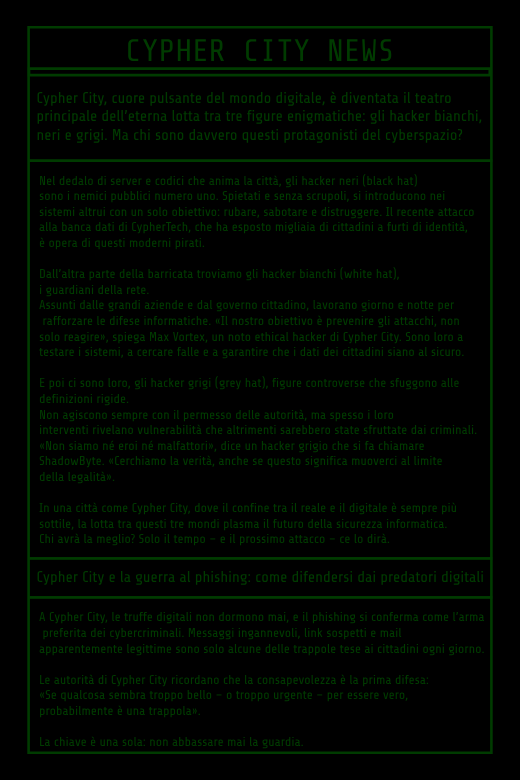 CYPHER CITY NEWS
Cypher City, cuore pulsante del mondo digitale, è diventata il teatro
principale dell'eterna lotta tra tre figure enigmatiche: gli hacker bianchi,
neri e grigi. Ma chi sono davvero questi protagonisti del cyberspazio?
Nel dedalo di server e codici che anima la città, gli hacker neri (black hat)
sono i nemici pubblici numero uno. Spietati e senza scrupoli, si introducono nei
sistemi altrui con un solo obiettivo: rubare, sabotare e distruggere. Il recente attacco
alla banca dati di CypherTech, che ha esposto migliaia di cittadini a furti di identità,
è opera di questi moderni pirati.
Dall'altra parte della barricata troviamo gli hacker bianchi (white hat),
i guardiani della rete.
Assunti dalle grandi aziende e dal governo cittadino, lavorano giorno e notte per
rafforzare le difese informatiche. «Il nostro obiettivo è prevenire gli attacchi, non
solo reagire», spiega Max Vortex, un noto ethical hacker di Cypher City. Sono loro a
testare i sistemi, a cercare falle e a garantire che i dati dei cittadini siano al sicuro.
E poi ci sono loro, gli hacker grigi (grey hat), figure controverse che sfuggono alle
definizioni rigide.
Non agiscono sempre con il permesso delle autorità, ma spesso i loro
interventi rivelano vulnerabilità che altrimenti sarebbero state sfruttate dai criminali.
«Non siamo né eroi né malfattori», dice un hacker grigio che si fa chiamare
ShadowByte. «Cerchiamo la verità, anche se questo significa muoverci al limite
della legalità».
In una città come Cypher City, dove il confine tra il reale e il digitale è sempre più
sottile, la lotta tra questi tre mondi plasma il futuro della sicurezza informatica.
Chi avrà la meglio? Solo il tempo – e il prossimo attacco – ce lo dirà.
Cypher City e la guerra al phishing: come difendersi dai predatori digitali
A Cypher City, le truffe digitali non dormono mai, e il phishing si conferma come l'arma
preferita dei cybercriminali. Messaggi ingannevoli, link sospetti e mail
apparentemente legittime sono solo alcune delle trappole tese ai cittadini ogni giorno.
Le autorità di Cypher City ricordano che la consapevolezza è la prima difesa:
«Se qualcosa sembra troppo bello – o troppo urgente – per essere vero,
probabilmente è una trappola».
La chiave è una sola: non abbassare mai la guardia.